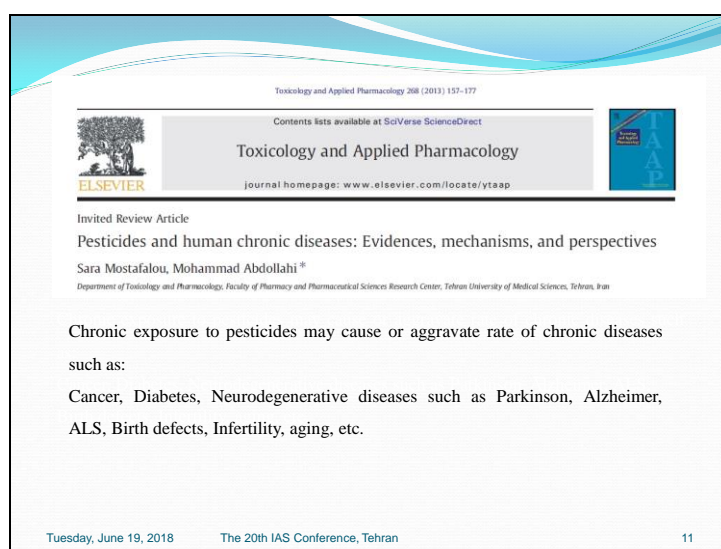 Toxicology and Applied Pharmacology 268 (2013) 157–177
Contents lists available at SciVerse ScienceDirect
Toxicology and Applied Pharmacology
journal homepage: www.elsevier.com/locate/ytaap
ELSEVIER
Toxicology
and Applied
Pharmacology
TAAP
Invited Review Article
Pesticides and human chronic diseases: Evidences, mechanisms, and perspectives
Sara Mostafalou, Mohammad Abdollahi *
Department of Toxicology and Pharmacology, Faculty of Pharmacy and Pharmaceutical Sciences Research Center, Tehran University of Medical Sciences, Tehran, Iran
Chronic exposure to pesticides may cause or aggravate rate of chronic diseases
such as:
Cancer, Diabetes, Neurodegenerative diseases such as Parkinson, Alzheimer,
ALS, Birth defects, Infertility, aging, etc.
Tuesday, June 19, 2018 The 20th IAS Conference, Tehran 11